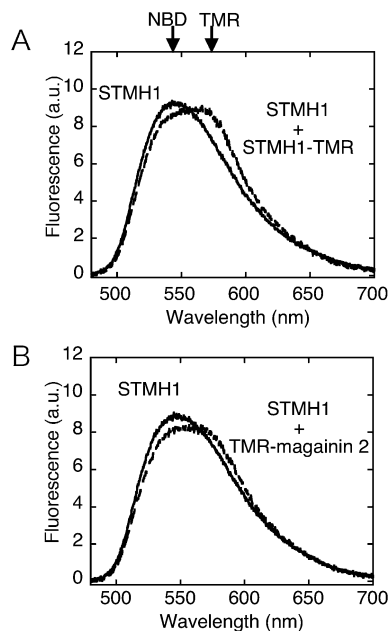 NBD TMR
A
12
10
8
6
4
2
0
Fluorescence (a.u.)
STMH1
STMH1
+
STMH1-TMR
500 550 600 650 700
Wavelength (nm)
B
12
10
8
6
4
2
0
Fluorescence (a.u.)
STMH1
STMH1
+
TMR-magainin 2
500 550 600 650 700
Wavelength (nm)